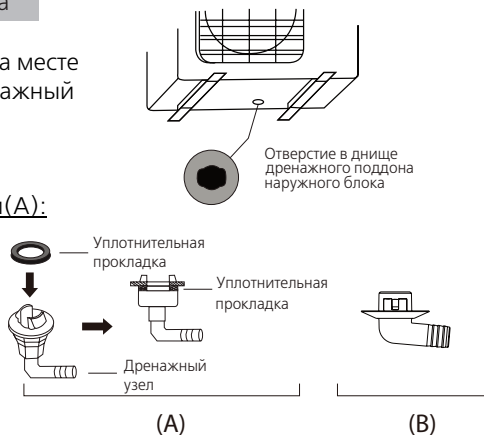 а
а месте
ажный
Отверстие в днище
дренажного поддона
наружного блока
(A):
Уплотнительная
прокладка
Уплотнительная
прокладка
Дренажный
узел
(A)
(B)